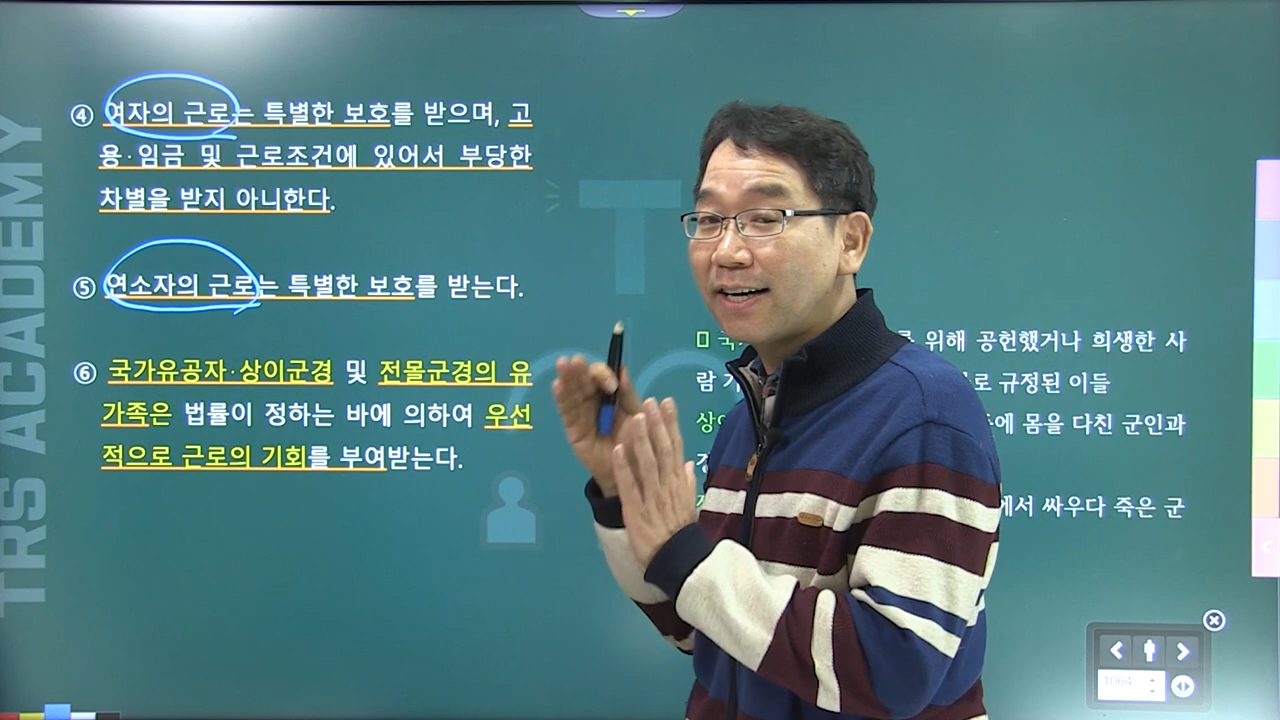 TRS ACADEMY
④ 여자의 근로는 특별한 보호를 받으며, 고
용·임금 및 근로조건에 있어서 부당한
차별을 받지 아니한다.
⑤ 연소자의 근로는 특별한 보호를 받는다.
⑥ 국가유공자·상이군경 및 전몰군경의 유
가족은 법률이 정하는 바에 의하여 우선
적으로 근로의 기회를 부여받는다.
위해 공헌했거나 희생한 사
람 규정된 이들
몸을 다친 군인과
싸우다 죽은 군
1064